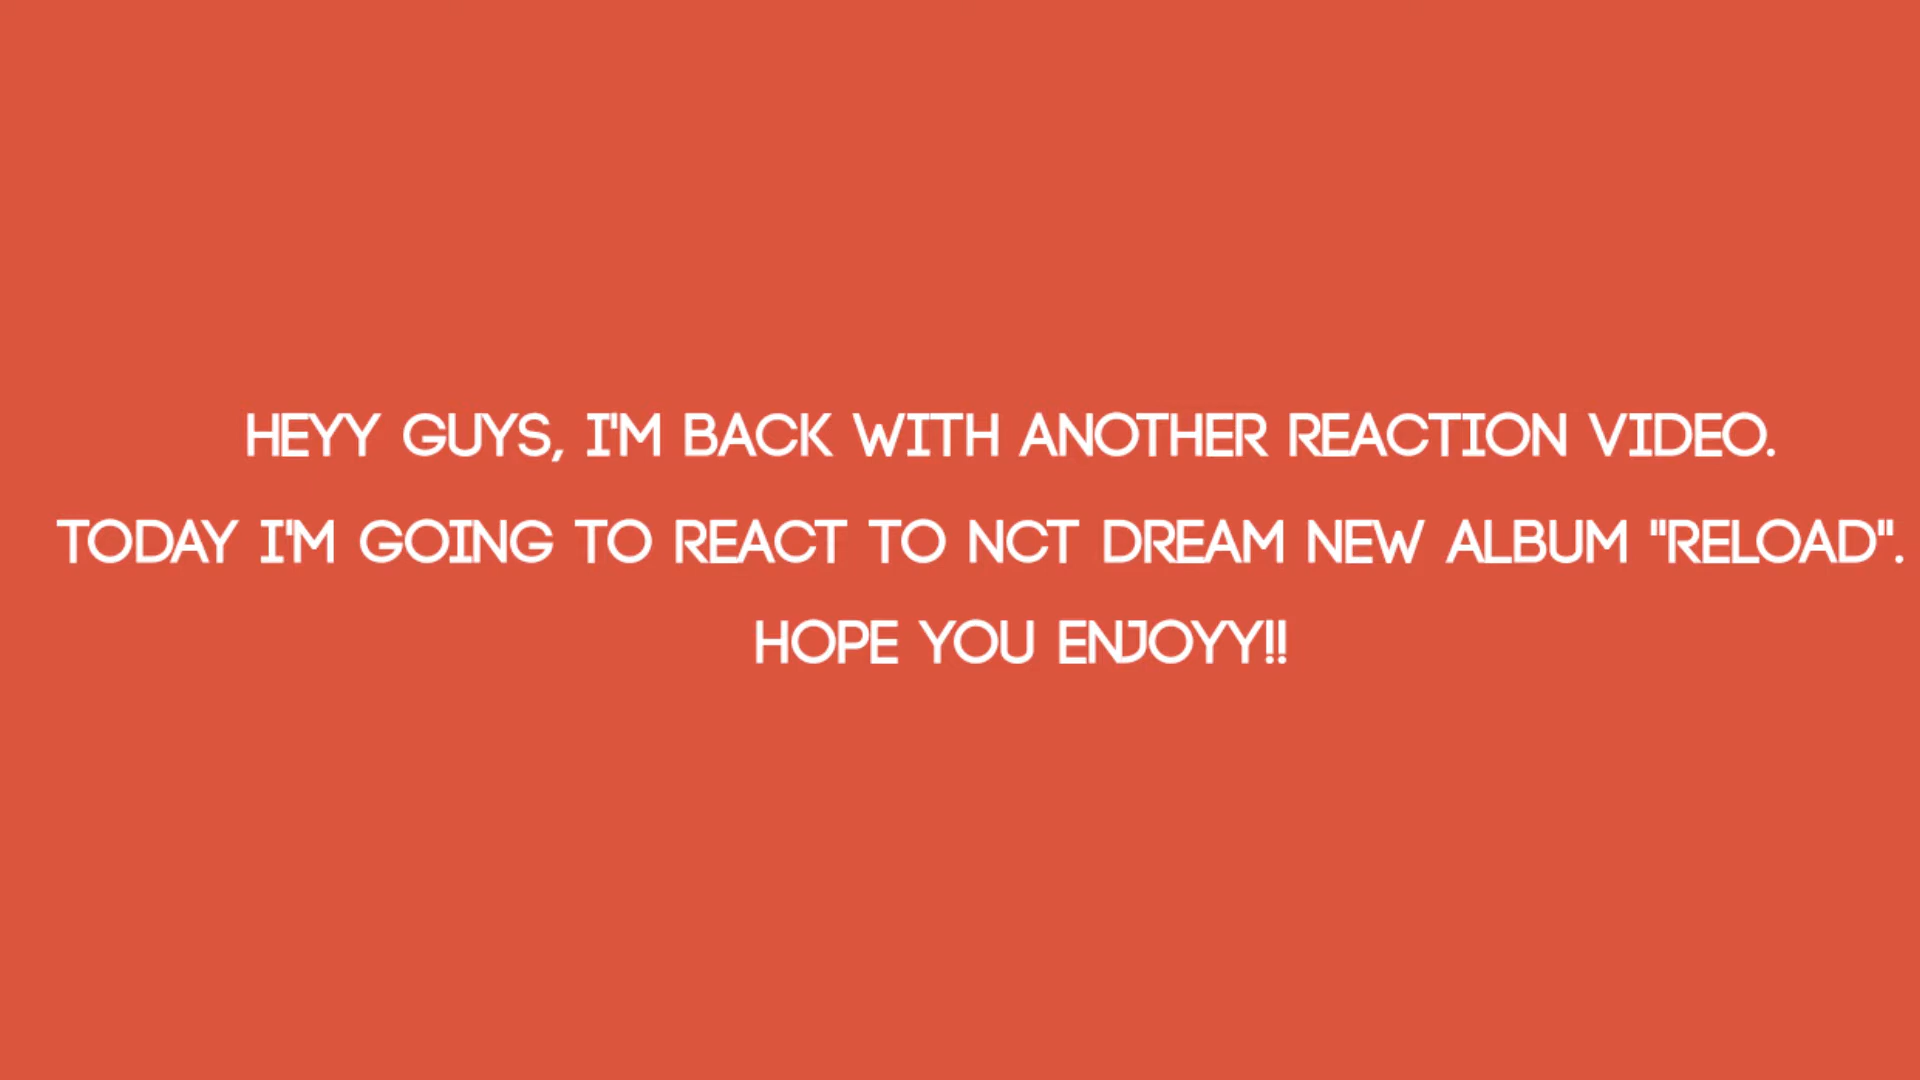 HEYY GUYS, I'M BACK WITH ANOTHER REACTION VIDEO.
TODAY I'M GOING TO REACT TO NCT DREAM NEW ALBUM "RELOAD".
HOPE YOU ENJOYY!!